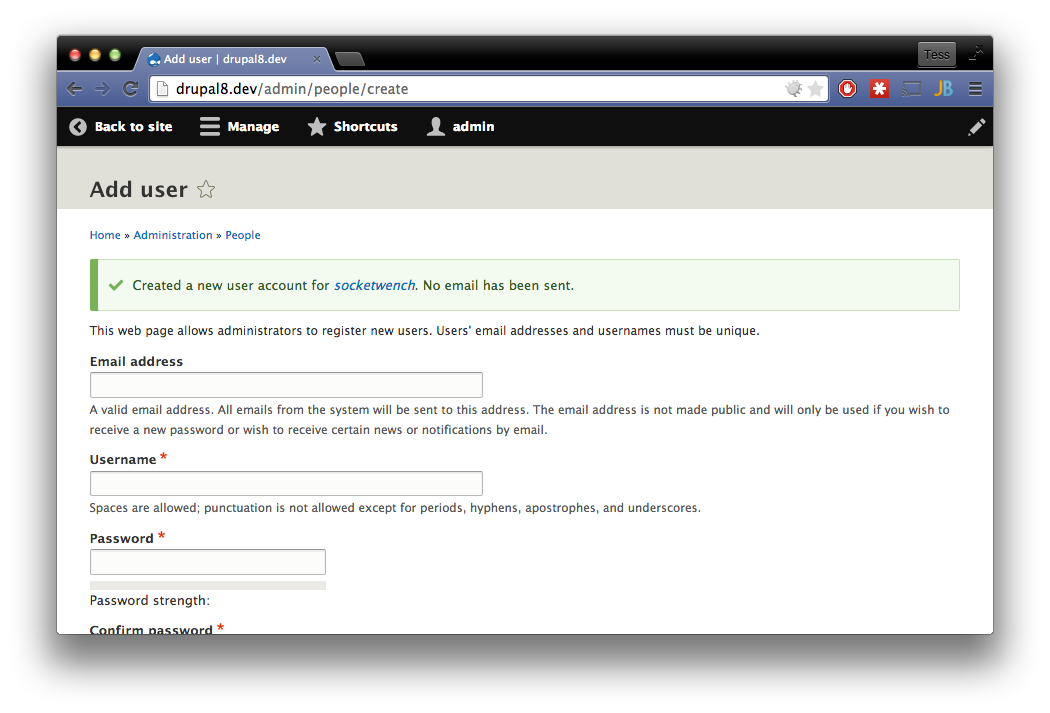 Add user | drupal8.dev
Tess
drupal8.dev/admin/people/create
JB
Back to site Manage Shortcuts admin
Add user
Home » Administration » People
Created a new user account for socketwench. No email has been sent.
This web page allows administrators to register new users. Users' email addresses and usernames must be unique.
Email address
A valid email address. All emails from the system will be sent to this address. The email address is not made public and will only be used if you wish to
receive a new password or wish to receive certain news or notifications by email.
Username *
Spaces are allowed; punctuation is not allowed except for periods, hyphens, apostrophes, and underscores.
Password *
Password strength:
Confirm password *